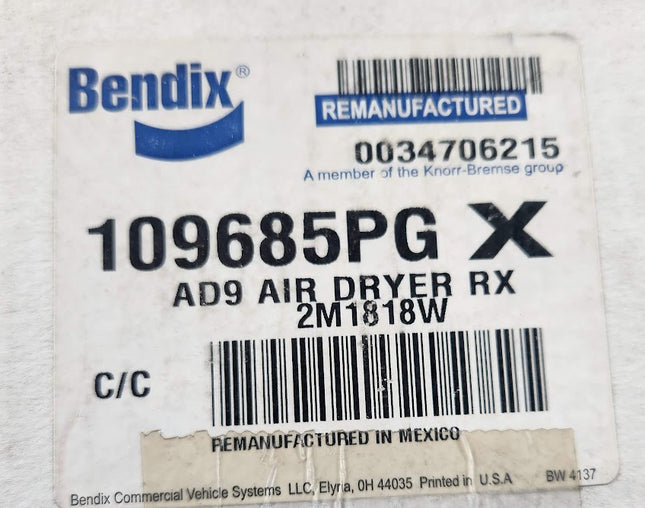 Bendix®
REMANUFACTURED
0034706215
A member of the Knorr-Bremse group
109685PG X
AD9 AIR DRYER RX
2M1818W
C/C
REMANUFACTURED IN MEXICO
Bendix Commercial Vehicle Systems LLC, Elyria, OH 44035 Printed in U.S.A BW 4137